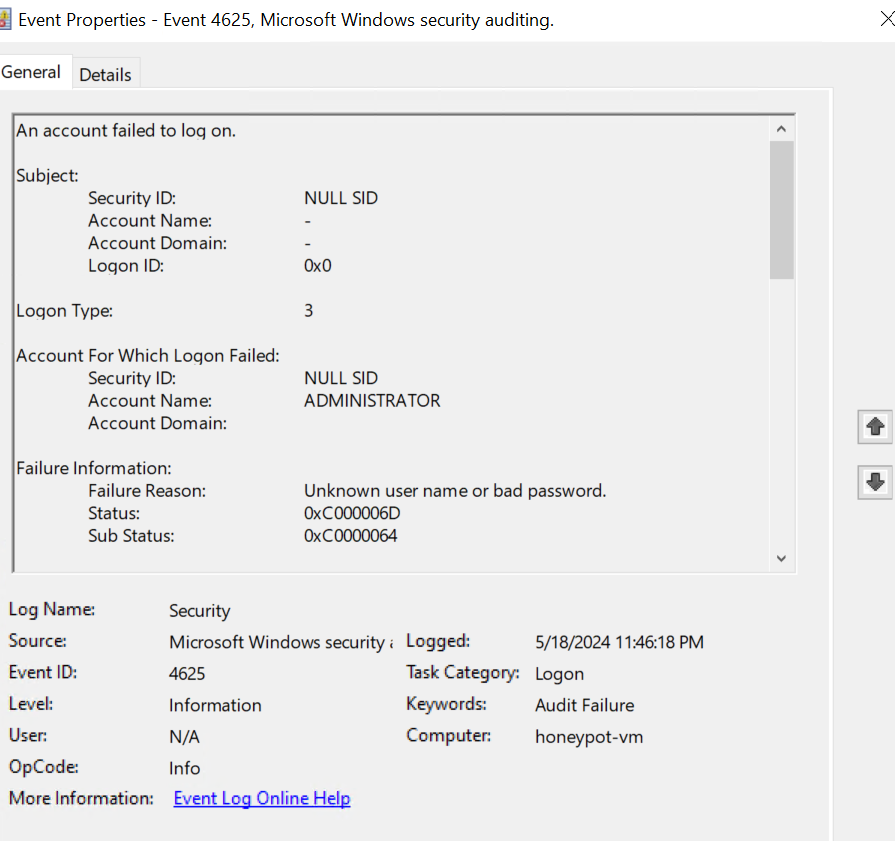 Event Properties - Event 4625, Microsoft Windows security auditing.
General Details
An account failed to log on.
Subject:
Security ID: NULL SID
Account Name: -
Account Domain: -
Logon ID: 0x0
Logon Type: 3
Account For Which Logon Failed:
Security ID: NULL SID
Account Name: ADMINISTRATOR
Account Domain:
Failure Information:
Failure Reason: Unknown user name or bad password.
Status: 0xC000006D
Sub Status: 0xC0000064
Log Name: Security
Source: Microsoft Windows security Logged: 5/18/2024 11:46:18 PM
Event ID: 4625 Task Category: Logon
Level: Information Keywords: Audit Failure
User: N/A Computer: honeypot-vm
OpCode: Info
More Information: Event Log Online Help